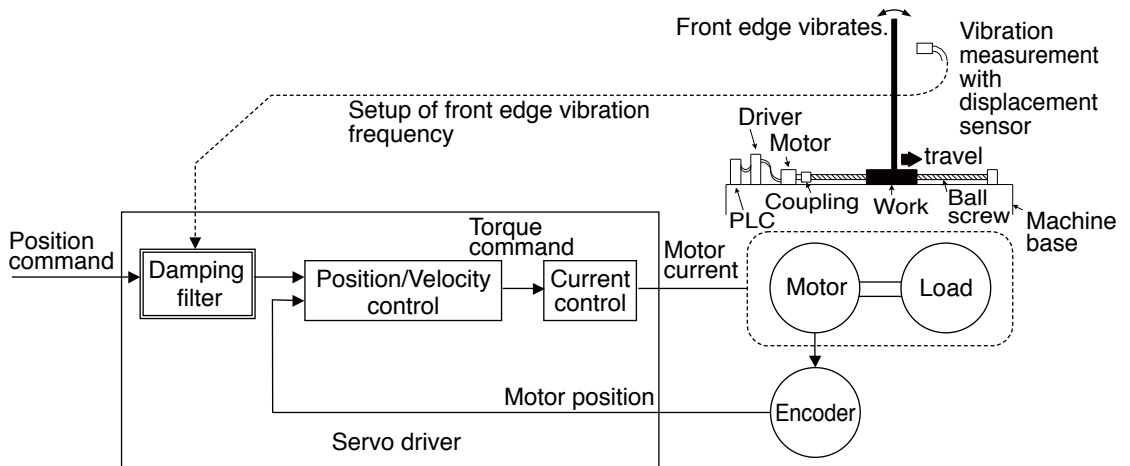 Front edge vibrates.
Vibration
measurement
with
displacement
sensor
Setup of front edge vibration
frequency
Driver
Motor
travel
PLC
Coupling
Work
Ball
screw
Machine
base
Position
command
Damping
filter
Position/Velocity
control
Torque
command
Current
control
Motor
current
Motor
Load
Motor position
Encoder
Servo driver